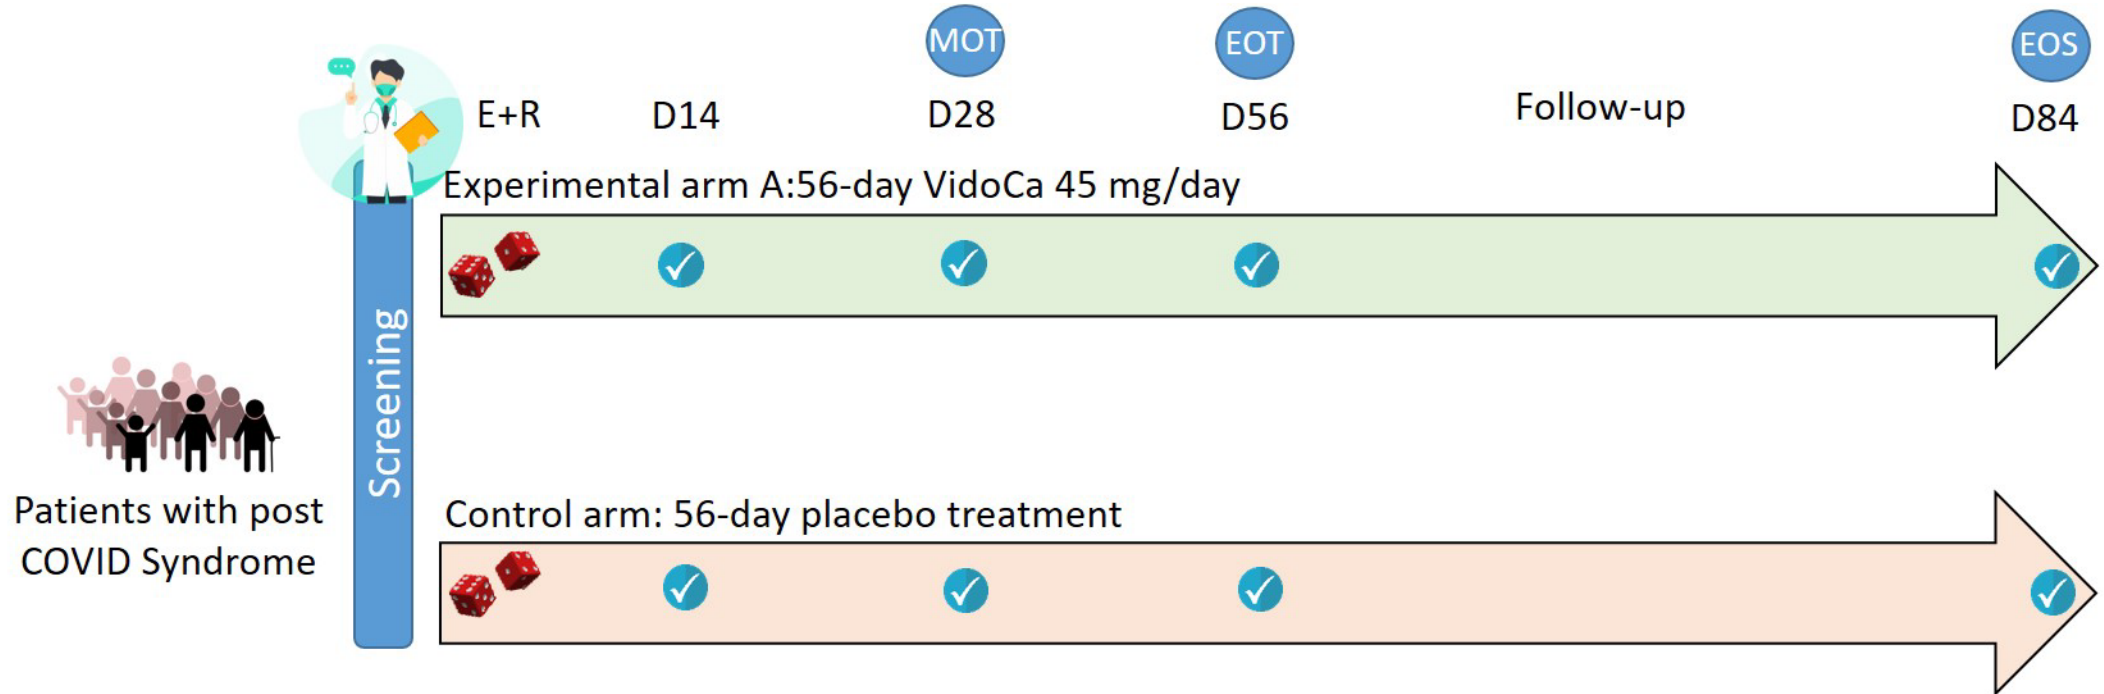 MOT
EOT
EOS
E+R
D14
D28
D56
Follow-up
D84
Experimental arm A:56-day VidoCa 45 mg/day
Screening
Patients with post
COVID Syndrome
Control arm: 56-day placebo treatment